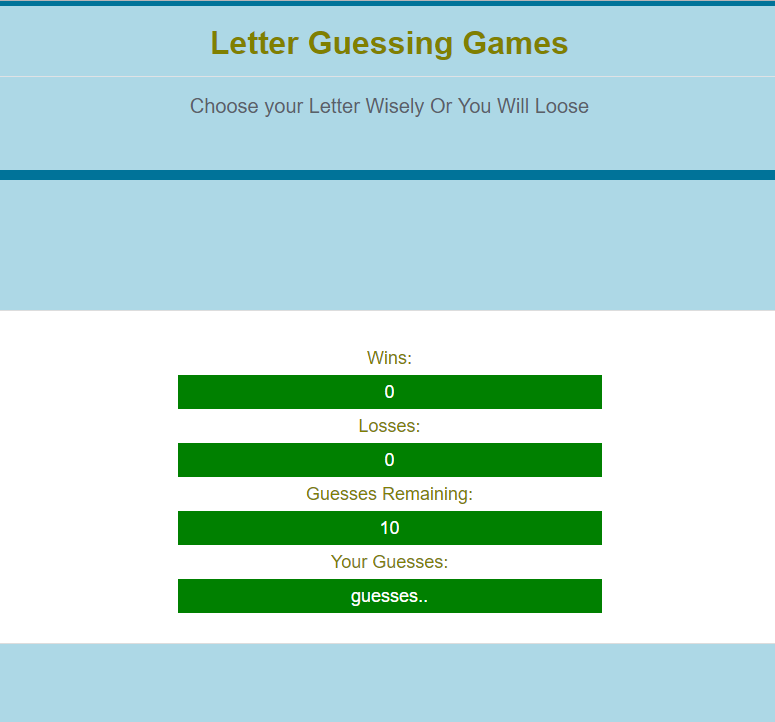 Letter Guessing Games
Choose your Letter Wisely Or You Will Loose
Wins:
0
Losses:
0
Guesses Remaining:
10
Your Guesses:
guesses..